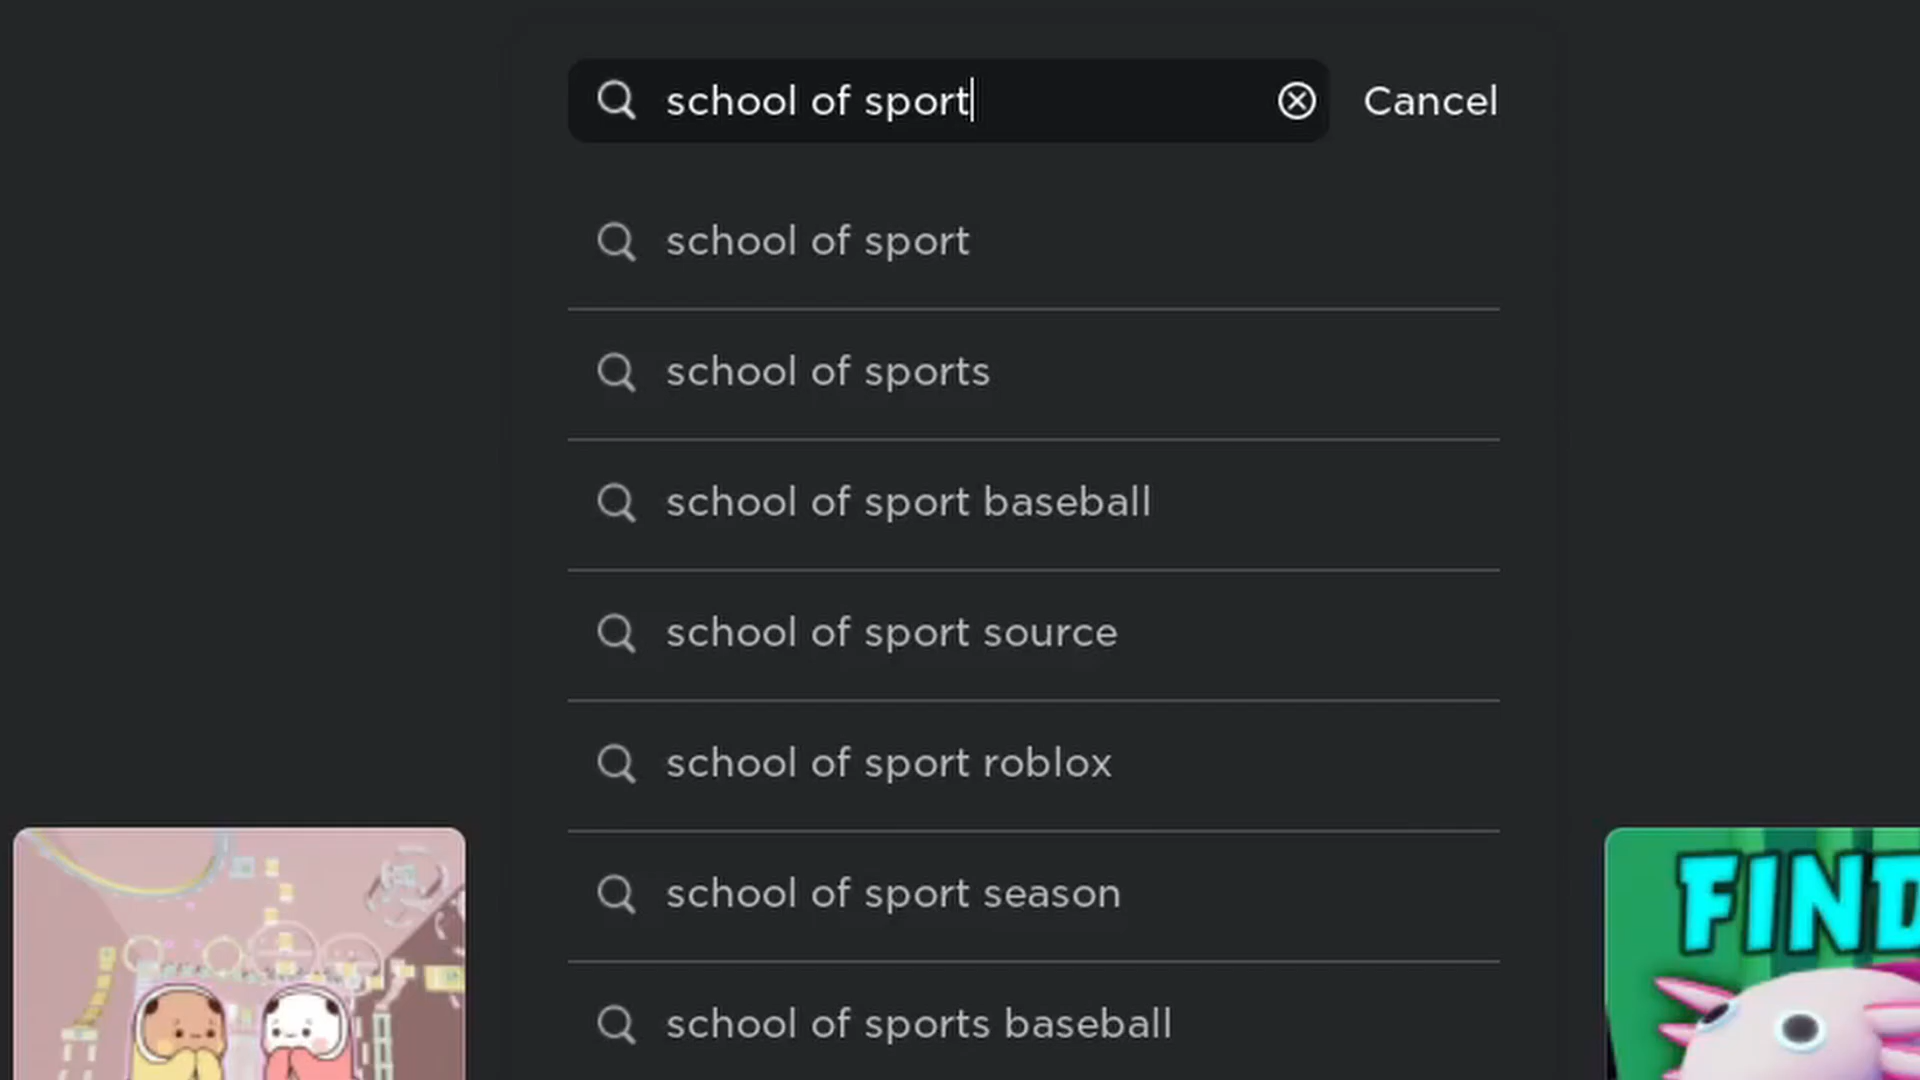 school of sport
Cancel
school of sport
school of sports
school of sport baseball
school of sport source
school of sport roblox
school of sport season
school of sports baseball
FIND